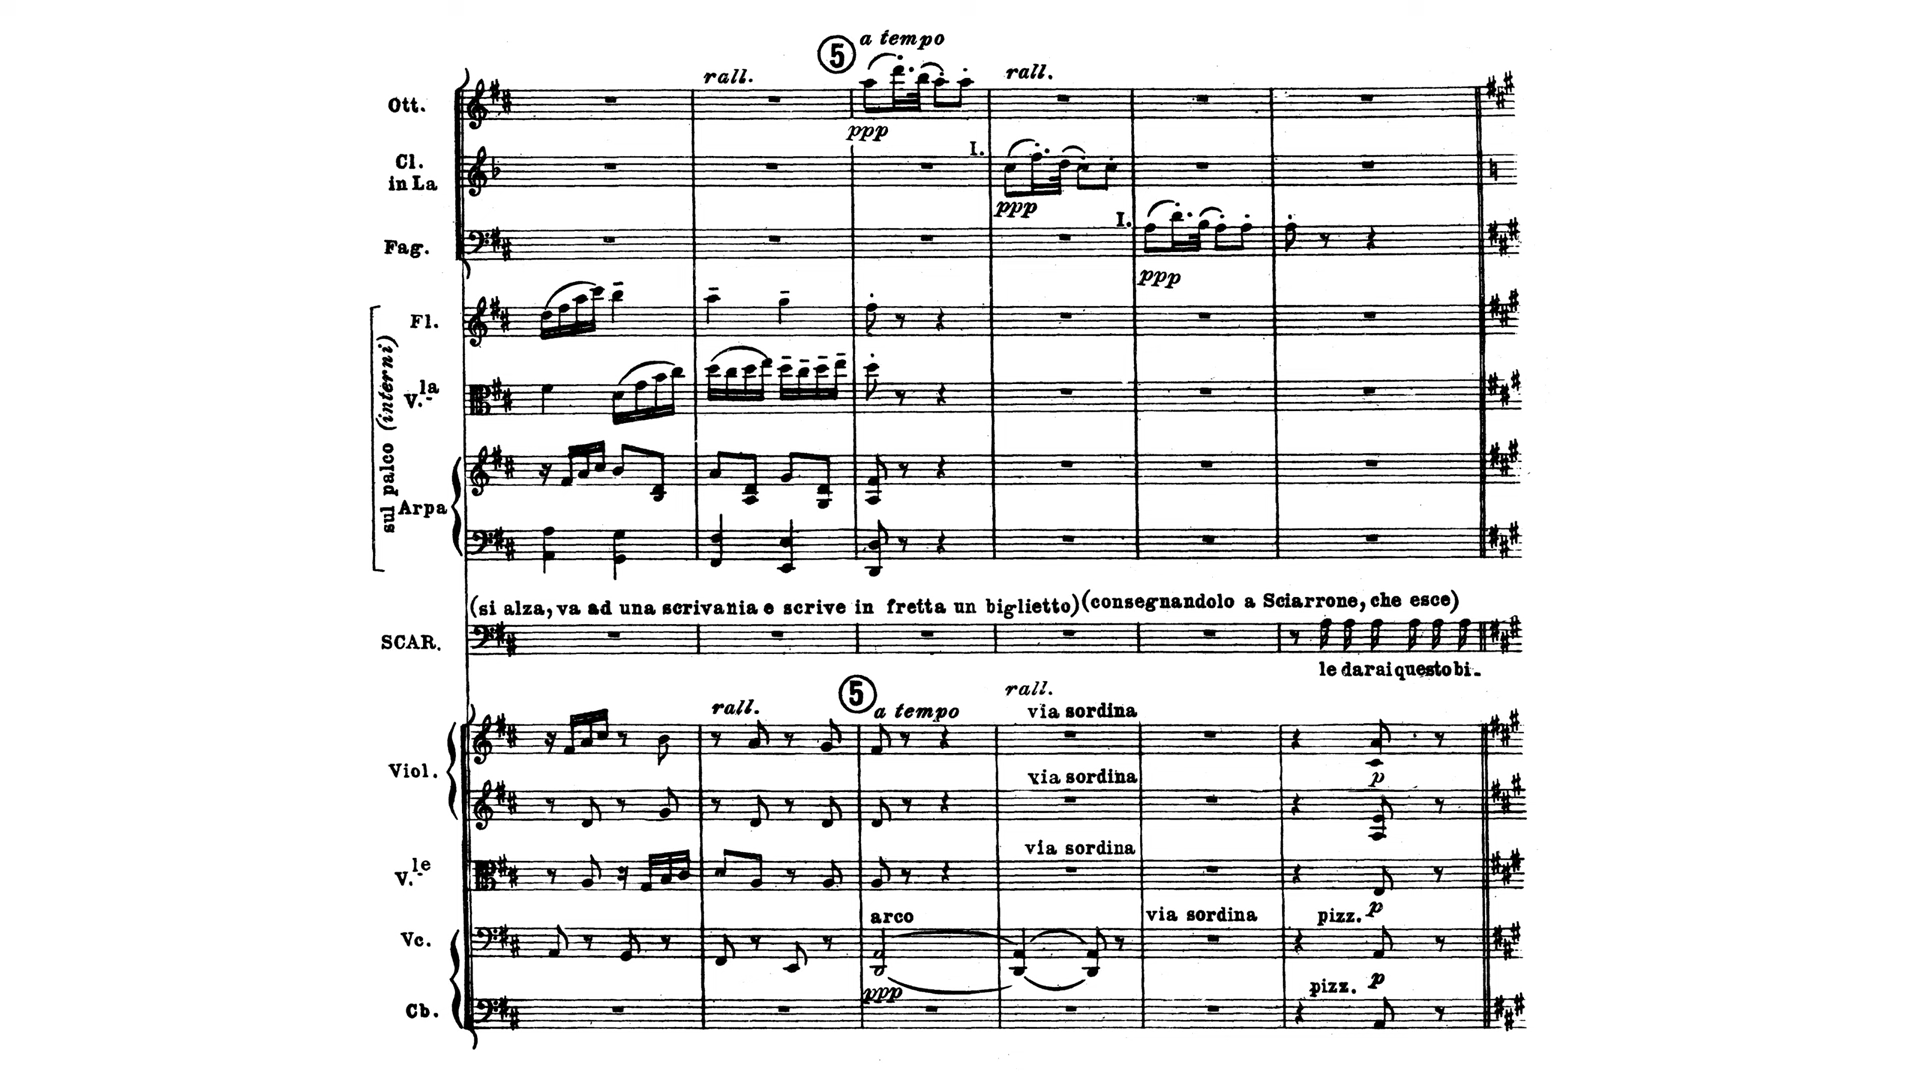 5 a tempo
rall. rall.
Ott.
ppp
I.
Cl.
in La
ppp
I.
Fag.
ppp
sul palco (interni)
Fl.
V.la
Arpa
(si alza, va ad una scrivania e scrive in fretta un biglietto) (consegnandolo a Sciarrone, che esce)
SCAR.
le darai questo bi-
rall. 5 a tempo rall.
via sordina
Viol.
p
via sordina
via sordina
V.le
p
arco via sordina pizz.
Vc.
ppp p
pizz.
Cb.